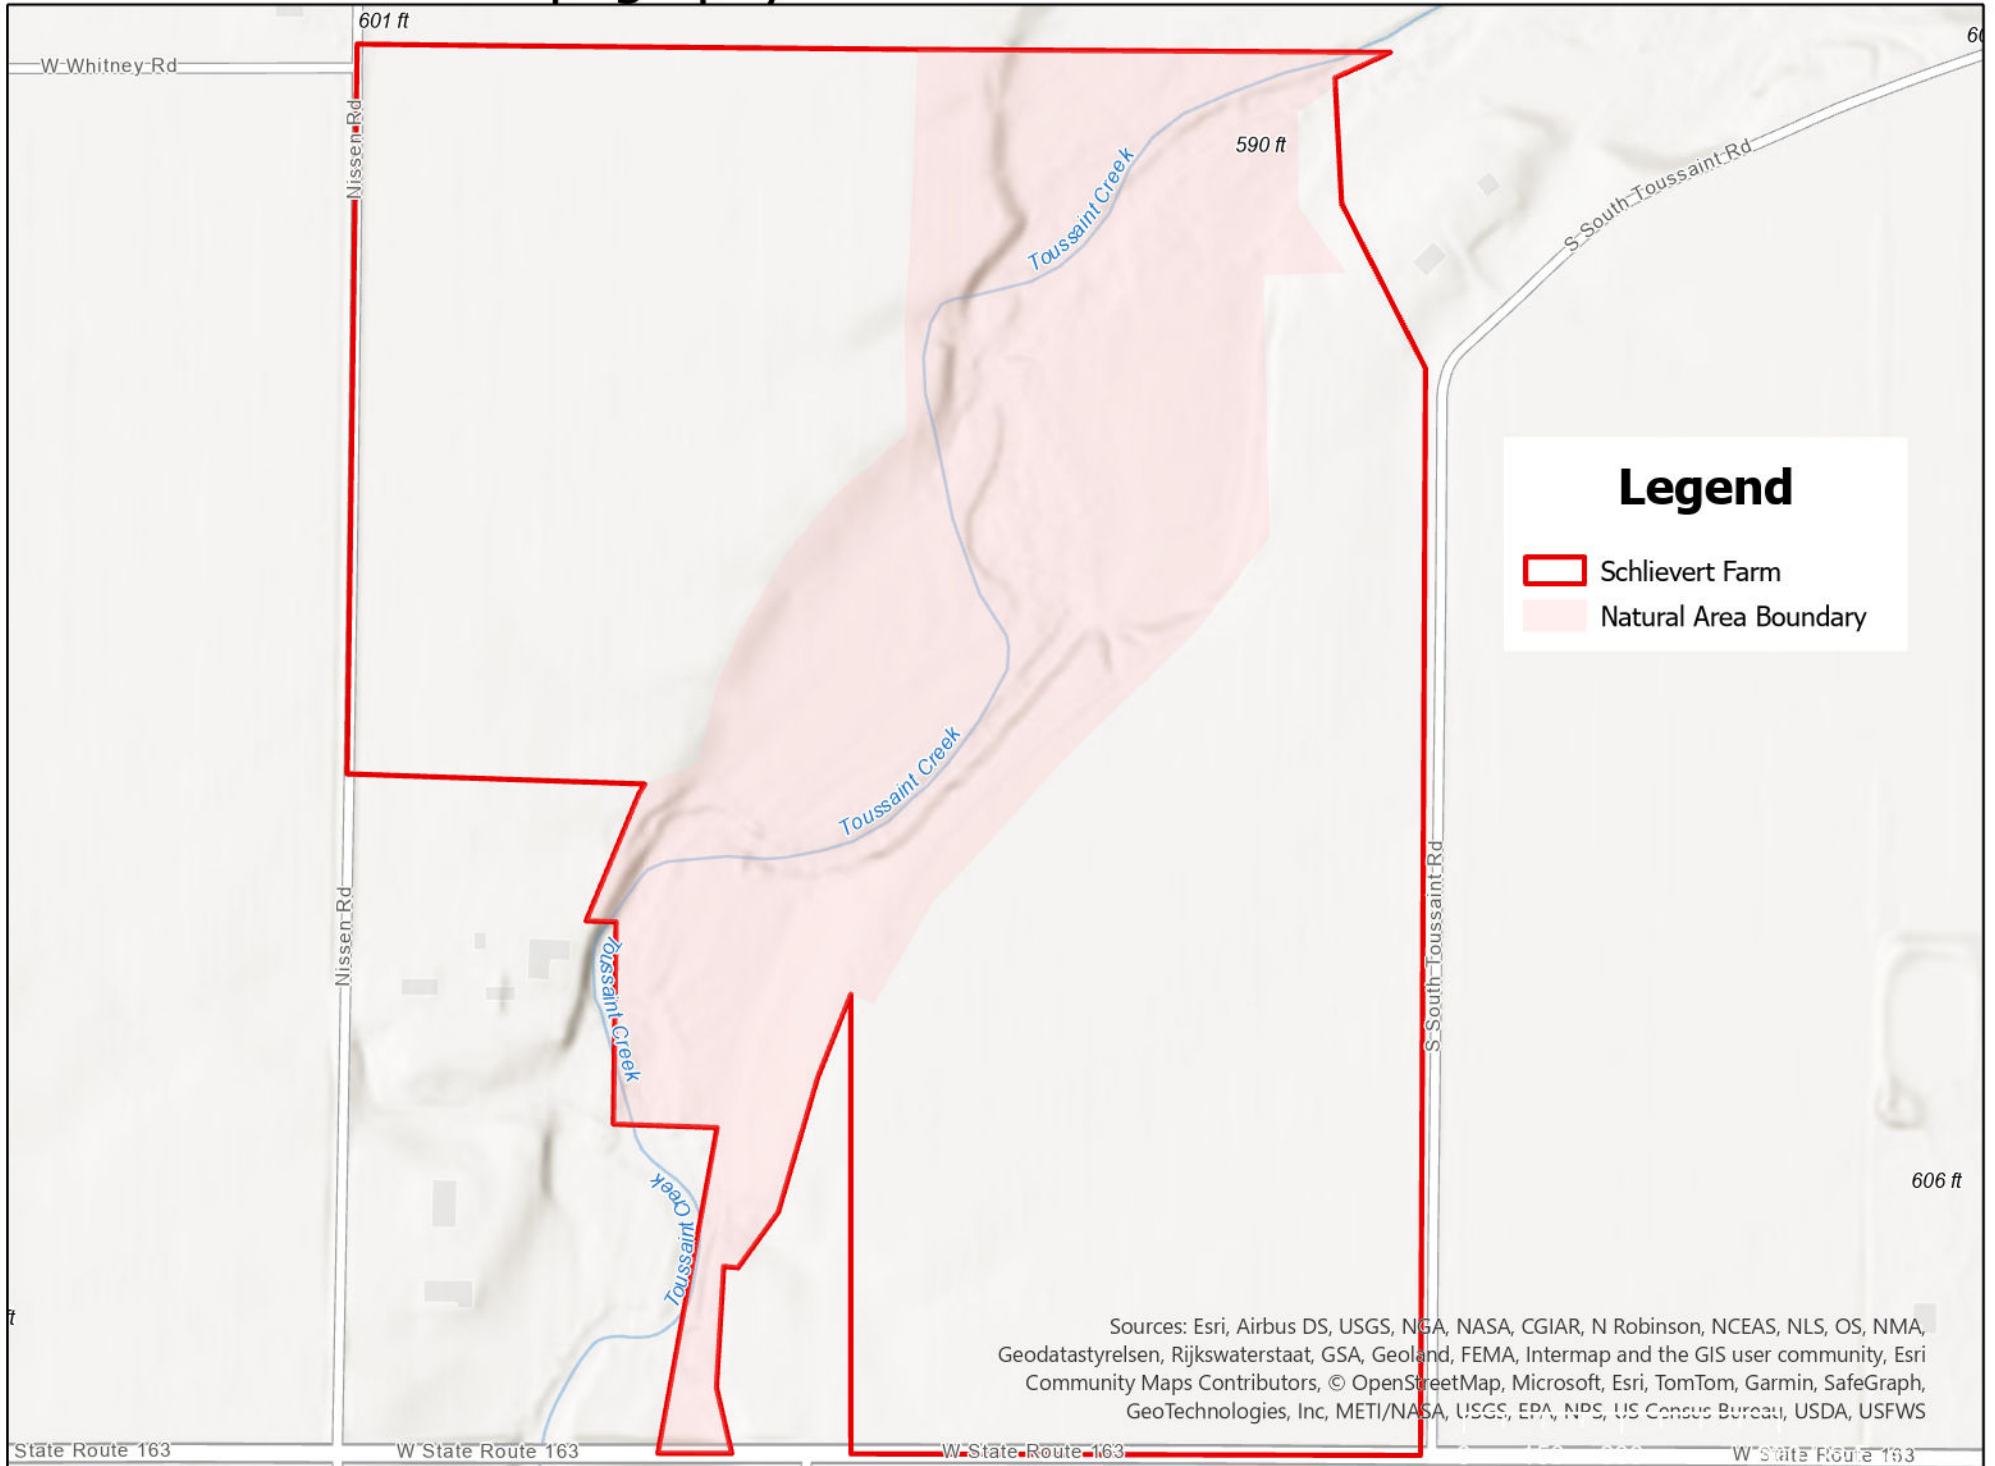 601 ft
W Whitney Rd
Nissen Rd
590 ft
Toussaint Creek
S South Toussaint Rd
Legend
Schlievert Farm
Natural Area Boundary
Toussaint Creek
Nissen Rd
S South Toussaint Rd
Toussaint Creek
Toussaint Creek
606 ft
ft
Sources: Esri, Airbus DS, USGS, NGA, NASA, CGIAR, N Robinson, NCEAS, NLS, OS, NMA,
Geodatastyrelsen, Rijkswaterstaat, GSA, Geoland, FEMA, Intermap and the GIS user community, Esri
Community Maps Contributors, © OpenStreetMap, Microsoft, Esri, TomTom, Garmin, SafeGraph,
GeoTechnologies, Inc, METI/NASA, USGS, EPA, NPS, US Census Bureau, USDA, USFWS
State Route 163
W State Route 163
W State Route 163
W State Route 163